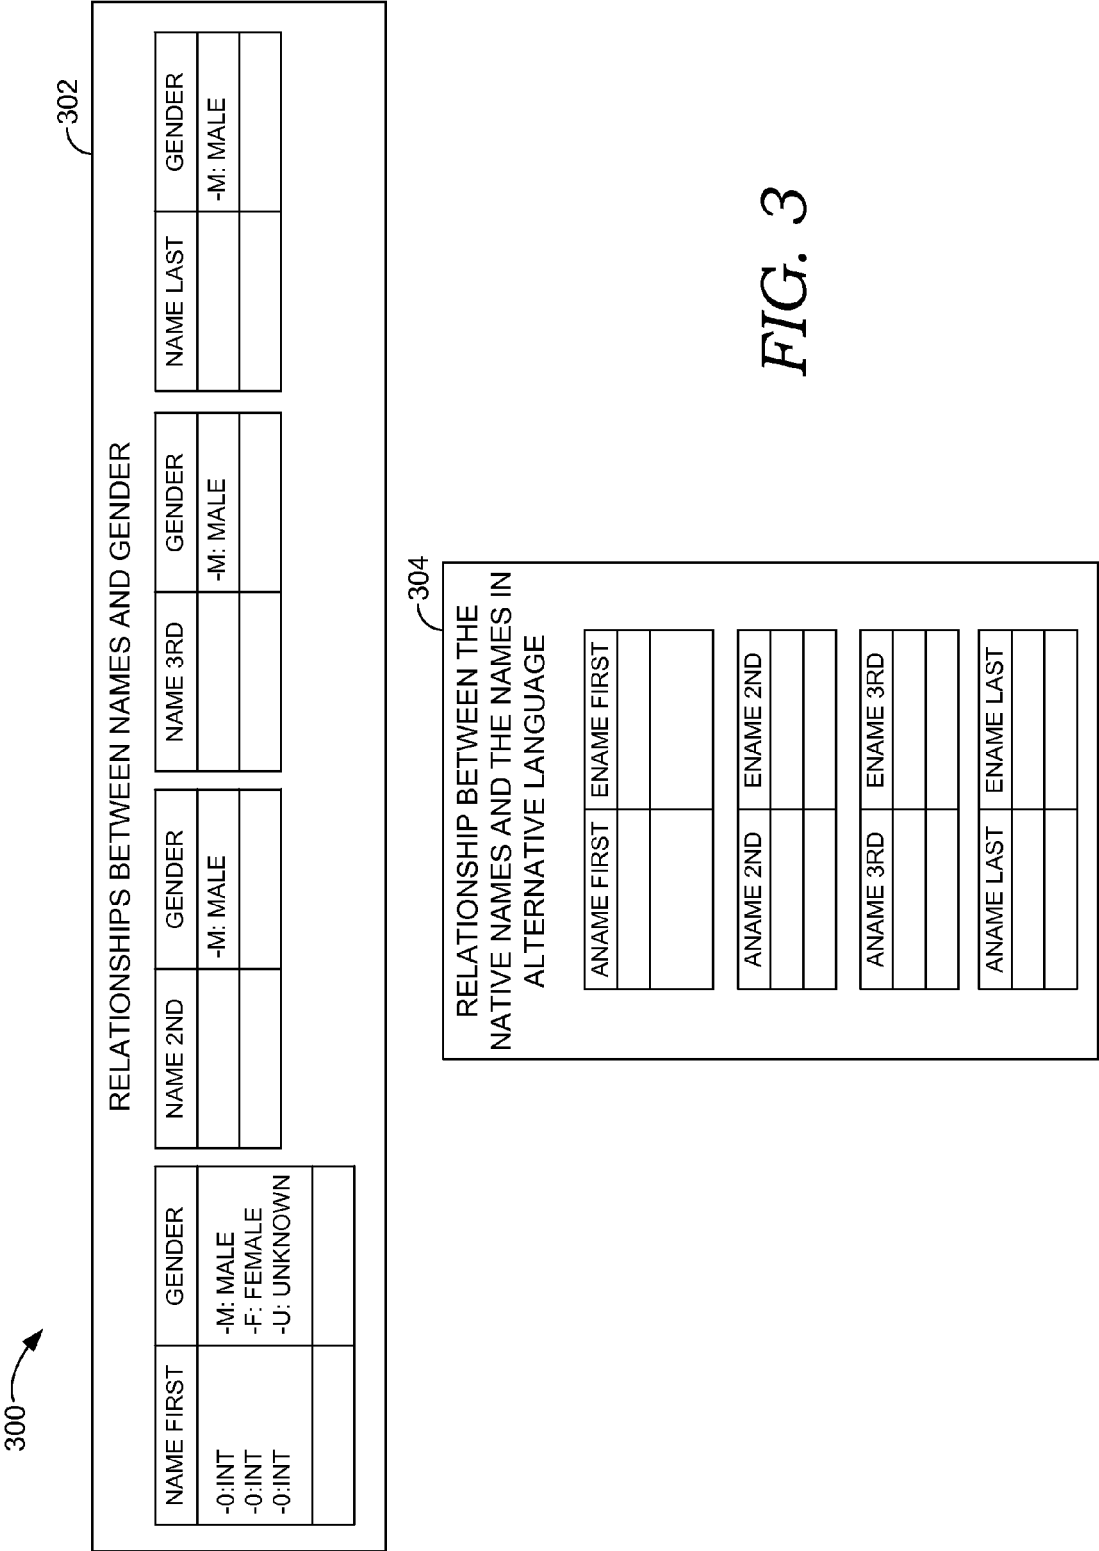 300
302
RELATIONSHIPS BETWEEN NAMES AND GENDER
NAME FIRST GENDER
-0:INT -M: MALE
-0:INT -F: FEMALE
-0:INT -U: UNKNOWN
NAME 2ND GENDER
-M: MALE
NAME 3RD GENDER
-M: MALE
NAME LAST GENDER
-M: MALE
304
RELATIONSHIP BETWEEN THE
NATIVE NAMES AND THE NAMES IN
ALTERNATIVE LANGUAGE
ANAME FIRST ENAME FIRST
ANAME 2ND ENAME 2ND
ANAME 3RD ENAME 3RD
ANAME LAST ENAME LAST
FIG. 3